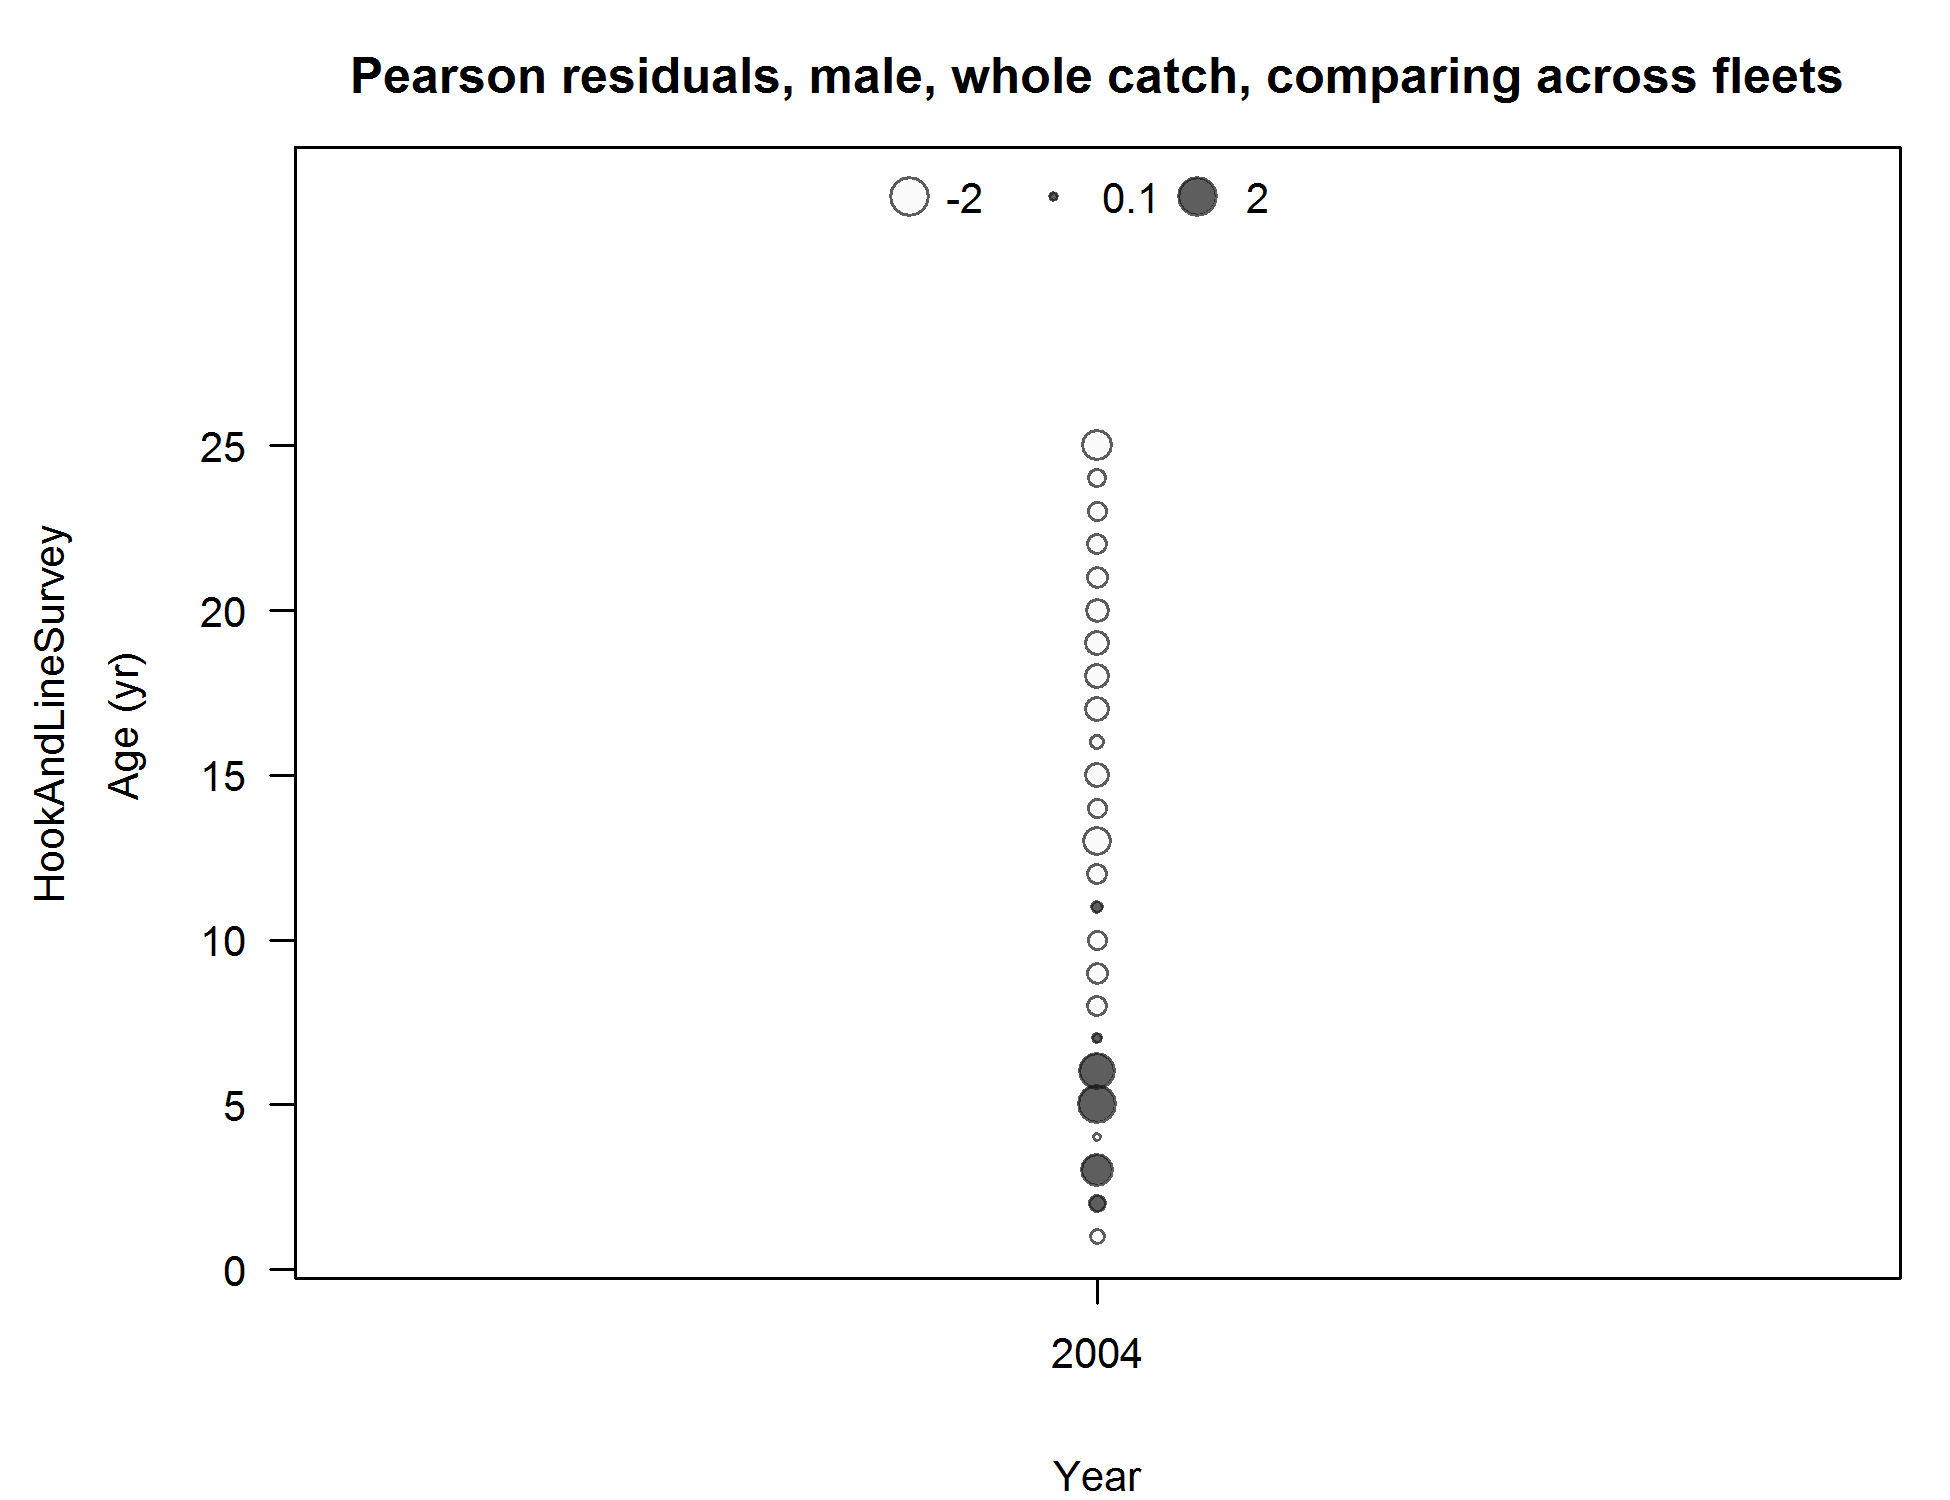 Pearson residuals, male, whole catch, comparing across fleets
-2 0.1 2
25
20
15
10
5
0
HookAndLineSurvey
Age (yr)
2004
Year